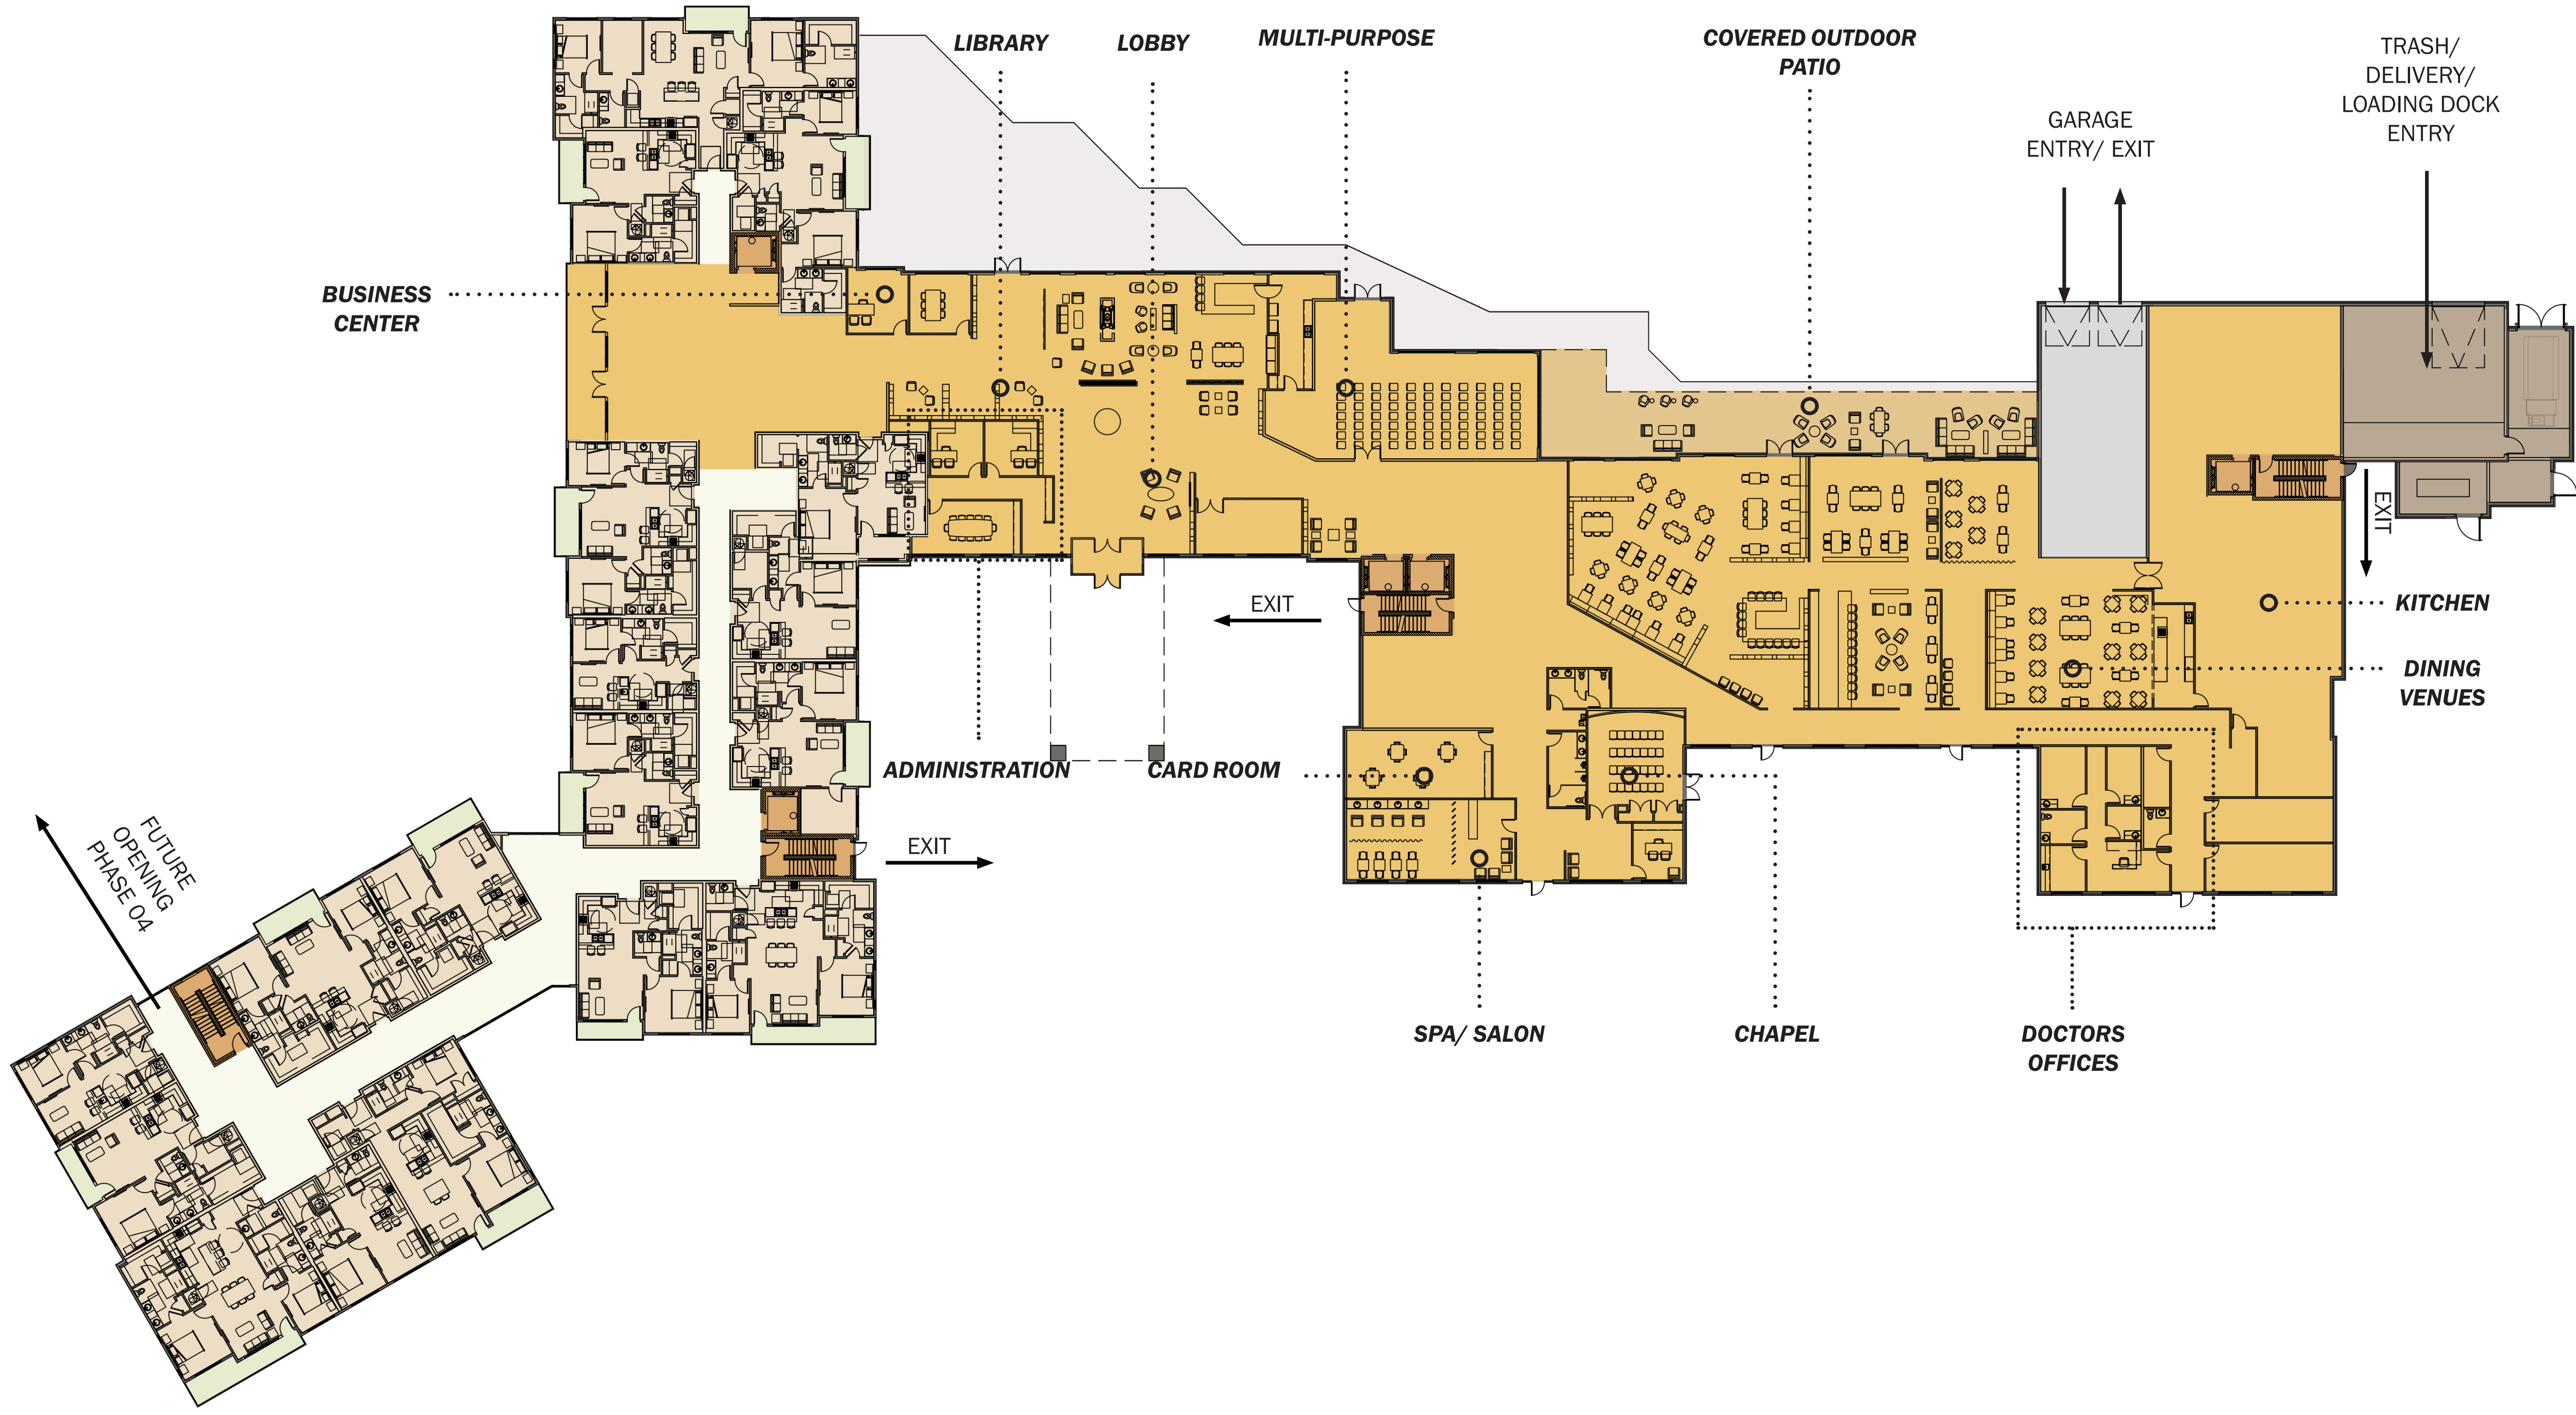 LIBRARY
LOBBY
MULTI-PURPOSE
COVERED OUTDOOR
PATIO
TRASH/
DELIVERY/
LOADING DOCK
ENTRY
GARAGE
ENTRY/ EXIT
BUSINESS
CENTER
EXIT
EXIT
KITCHEN
DINING
VENUES
ADMINISTRATION
CARD ROOM
EXIT
FUTURE
OPENING
PHASE 04
SPA/ SALON
CHAPEL
DOCTORS
OFFICES